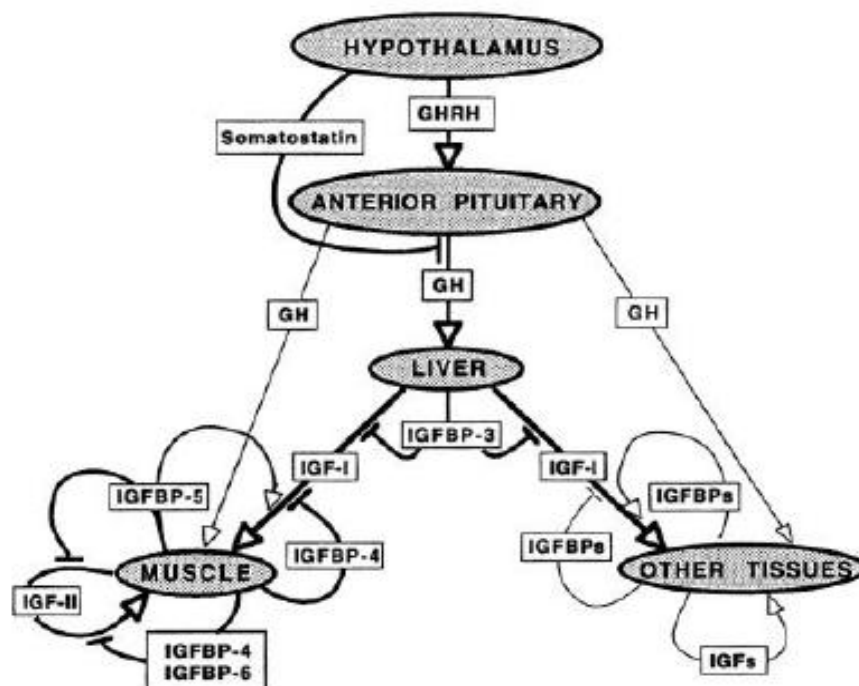 HYPOTHALAMUS
GHRH
Somatostatin
ANTERIOR PITUITARY
GH
GH
GH
LIVER
IGFBP-3
IGF-I
IGF-I
IGFBP-5
IGFBPs
IGFBP-4
IGFBPs
MUSCLE
OTHER TISSUES
IGF-II
IGFBP-4
IGFBP-6
IGFs